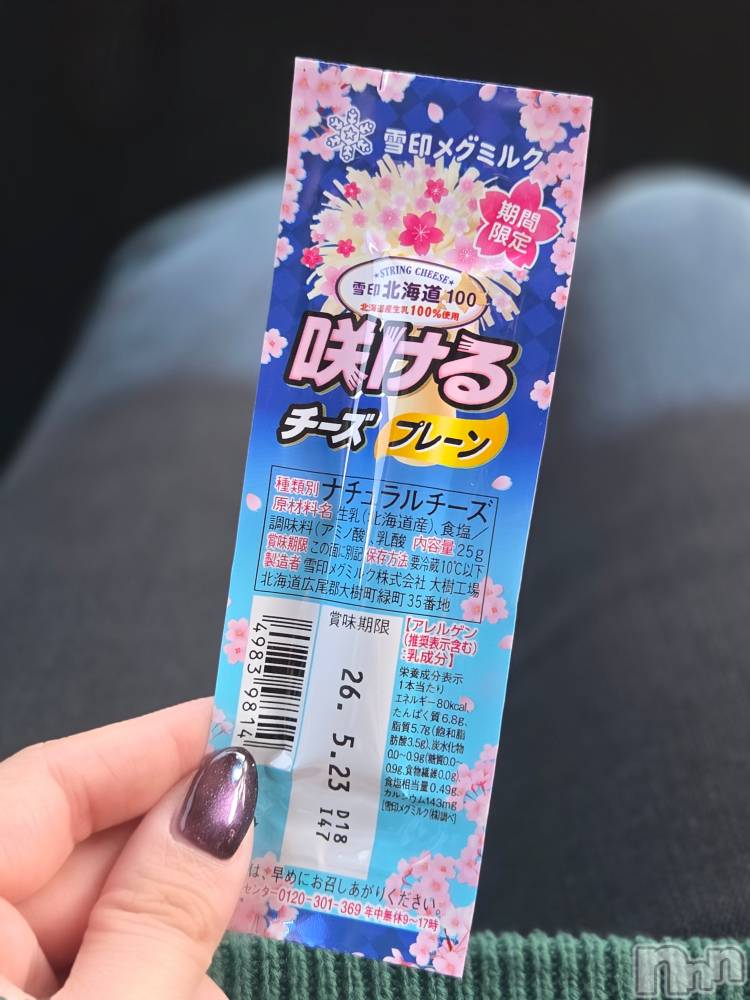 雪印メグミルク
期間
限定
STRING CHEESE
雪印 北海道 100
北海道産生乳100%使用
咲ける
チーズ プレーン
種類別 ナチュラルチーズ
原材料名 生乳(北海道産)、食塩/
調味料(アミノ酸)、乳酸 内容量 25g
賞味期限 この面に別記 保存方法 要冷蔵10℃以下
製造者 雪印メグミルク株式会社 大樹工場
北海道広尾郡大樹町緑町35番地
4983 9814
賞味期限
26. 5.23
D18
I47
【アレルゲン
(推奨表示含む)
:乳成分】
栄養成分表示
1本当たり
エネルギー80kcal、
たんぱく質6.8g、
脂質5.7g(飽和脂
肪酸3.5g)、炭水化物
0.0~0.9g(糖質0.0~
0.9g、食物繊維0.0g)、
食塩相当量0.49g、
カルシウム143mg
[雪印メグミルク(株)調べ]
は、早めにお召しあがりください。
センター0120-301-369 年中無休9~17時
nnn